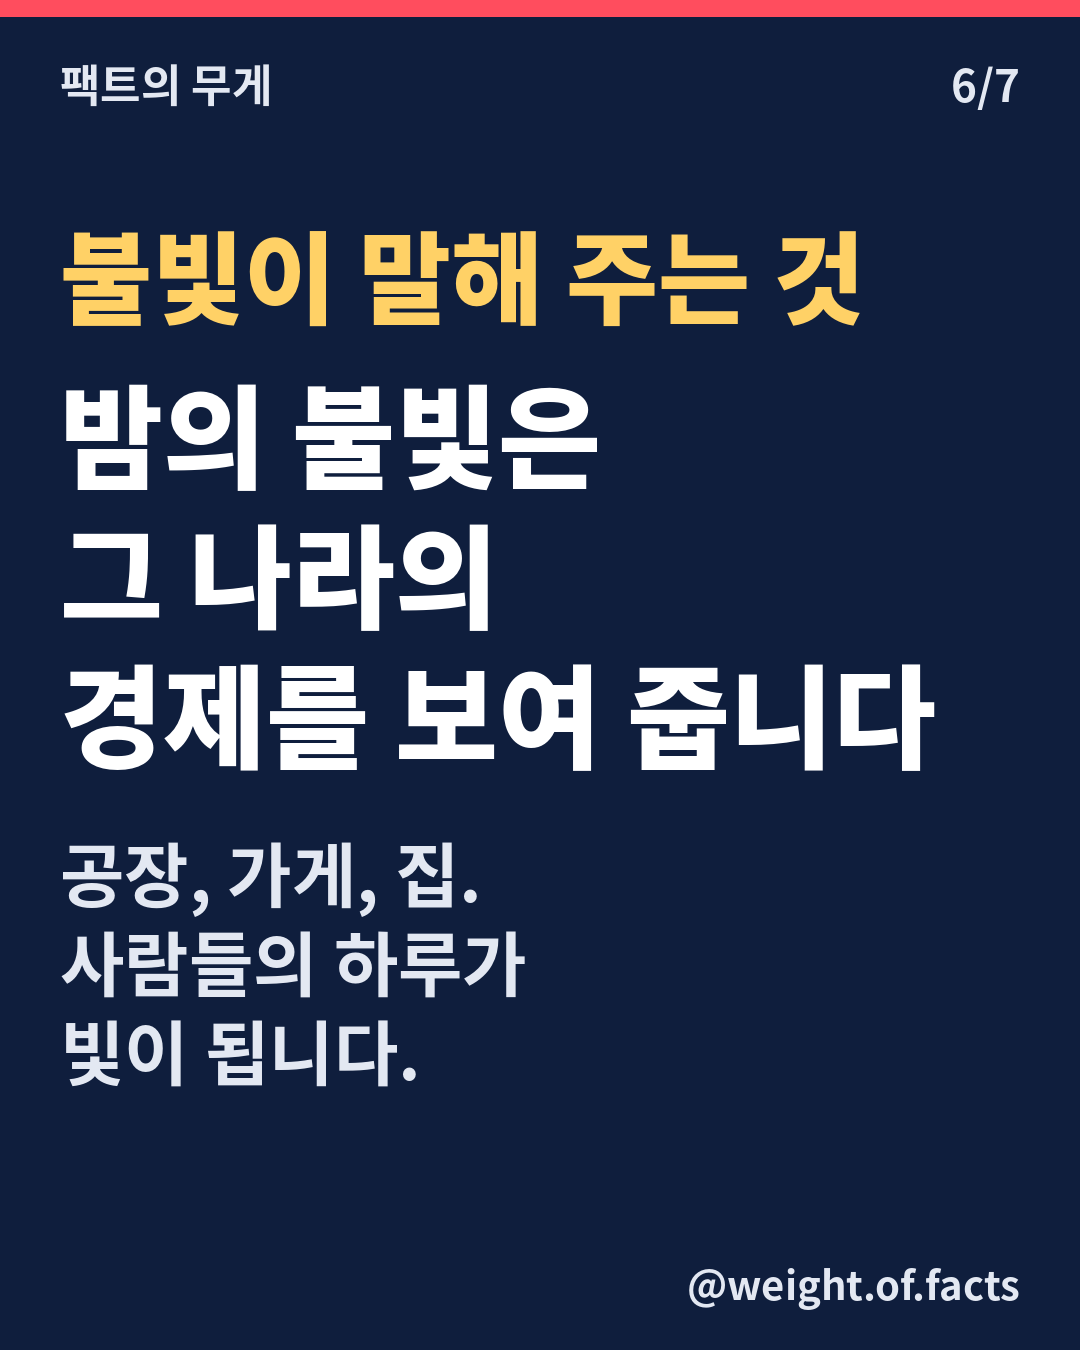 팩트의 무게
6/7
불빛이 말해 주는 것
밤의 불빛은
그 나라의
경제를 보여 줍니다
공장, 가게, 집.
사람들의 하루가
빛이 됩니다.
@weight.of.facts